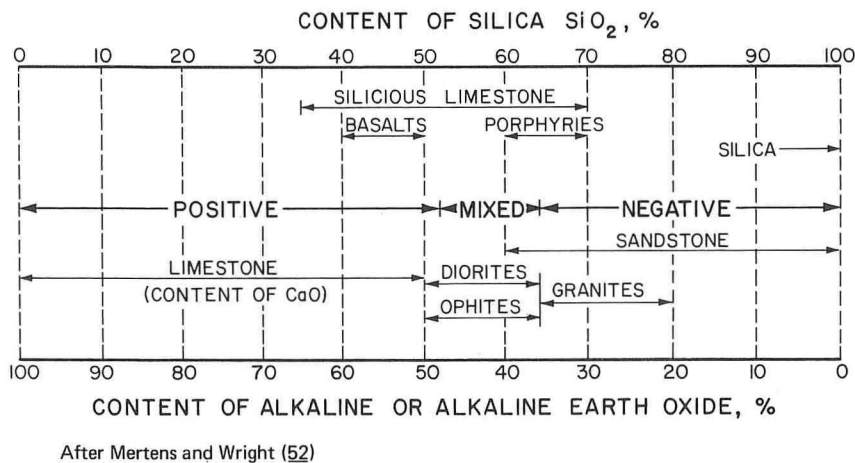 CONTENT OF SILICA SiO2, %
0 10 20 30 40 50 60 70 80 90 100
SILICIOUS LIMESTONE
BASALTS PORPHYRIES
SILICA
POSITIVE MIXED NEGATIVE
SANDSTONE
LIMESTONE DIORITES
(CONTENT OF CaO) GRANITES
OPHITES
100 90 80 70 60 50 40 30 20 10 0
CONTENT OF ALKALINE OR ALKALINE EARTH OXIDE, %
After Mertens and Wright (52)